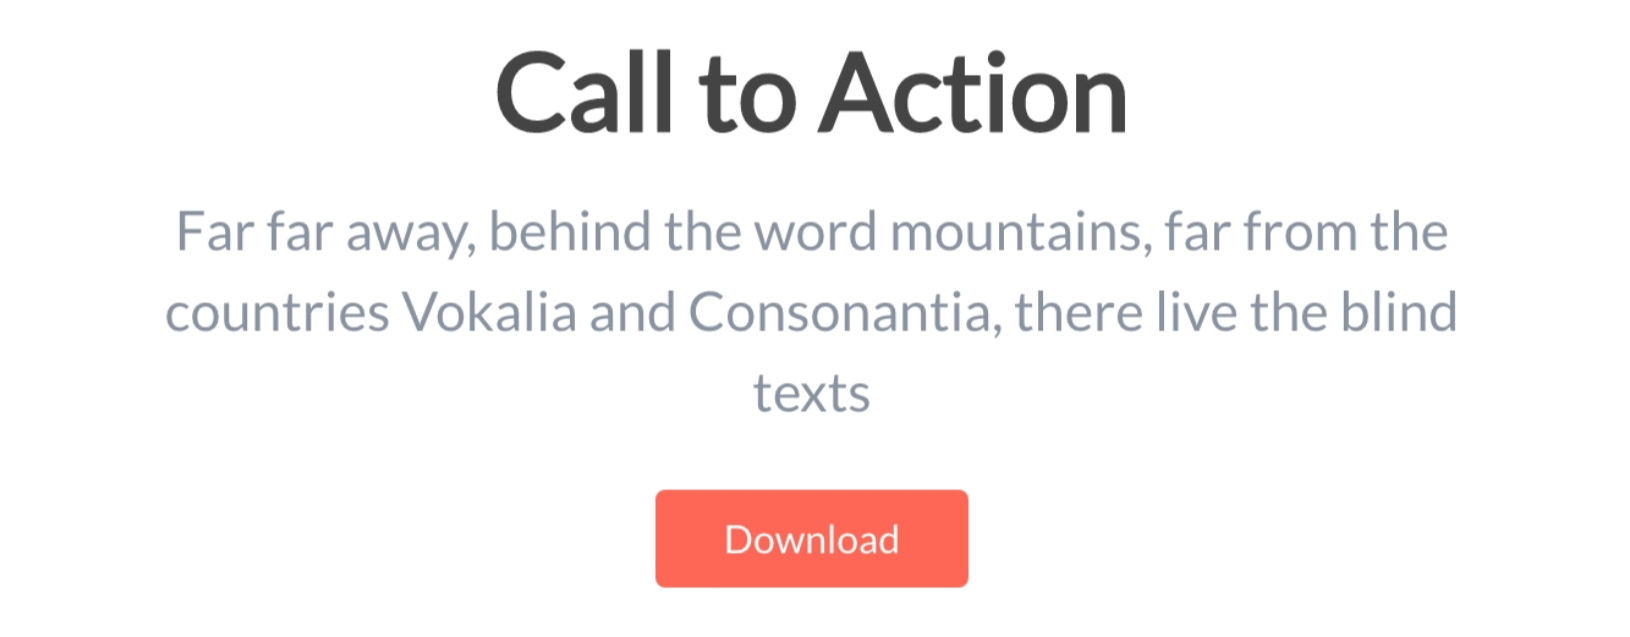 Call to Action
Far far away, behind the word mountains, far from the
countries Vokalia and Consonantia, there live the blind
texts
Download